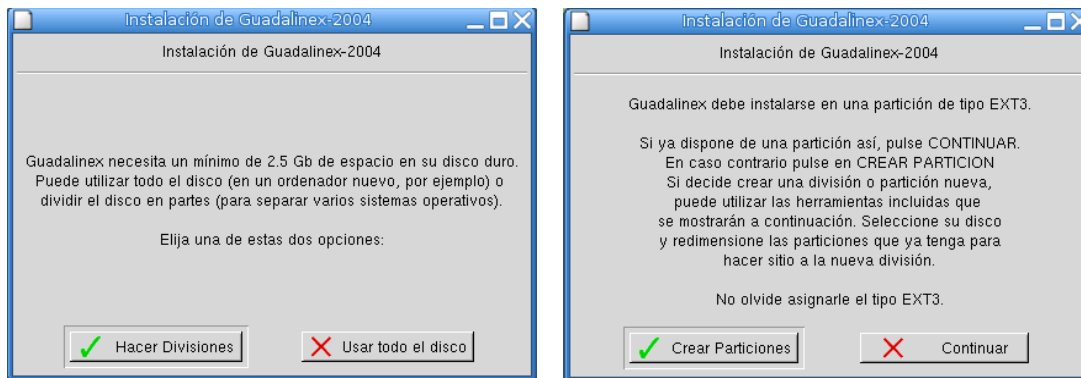 Instalación de Guadalinex-2004
Instalación de Guadalinex-2004
Guadalinex necesita un mínimo de 2.5 Gb de espacio en su disco duro.
Puede utilizar todo el disco (en un ordenador nuevo, por ejemplo) o
dividir el disco en partes (para separar varios sistemas operativos).
Elija una de estas dos opciones:
Hacer Divisiones
Usar todo el disco
Instalación de Guadalinex-2004
Instalación de Guadalinex-2004
Guadalinex debe instalarse en una partición de tipo EXT3.
Si ya dispone de una partición así, pulse CONTINUAR.
En caso contrario pulse en CREAR PARTICION
Si decide crear una división o partición nueva,
puede utilizar las herramientas incluidas que
se mostrarán a continuación. Seleccione su disco
y redimensione las particiones que ya tenga para
hacer sitio a la nueva división.
No olvide asignarle el tipo EXT3.
Crear Particiones
Continuar